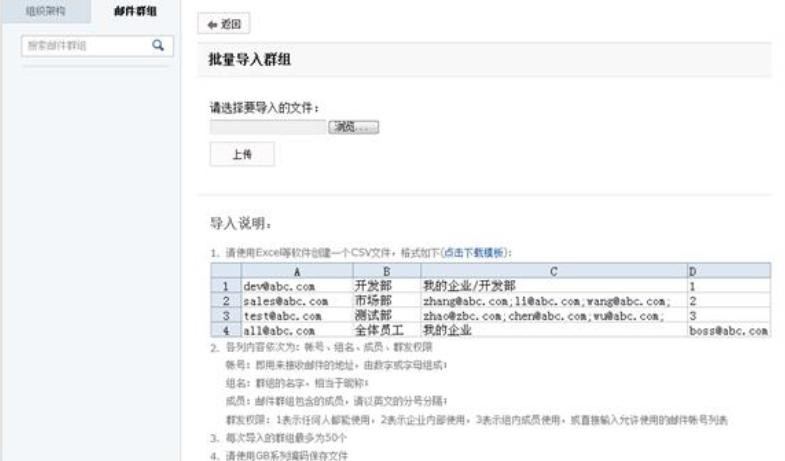 组织架构
邮件群组
搜索邮件群组
返回
批量导入群组
请选择要导入的文件：
浏览...
上传
导入说明：
1、请使用Excel等软件创建一个CSV文件，格式如下(点击下载模板)：
A B C D
1 dev@abc.com 开发部 我的企业/开发部 1
2 sales@abc.com 市场部 zhang@abc.com;li@abc.com;wang@abc.com; 2
3 test@abc.com 测试部 zhao@zbc.com;chen@abc.com;wu@abc.com; 3
4 all@abc.com 全体员工 我的企业 boss@abc.com
2、各列内容依次为：帐号、组名、成员、群发权限
帐号：即用来接收邮件的地址，由数字或字母组成；
组名：群组的名字，相当于昵称；
成员：邮件群组包含的成员，请以英文的分号分隔；
群发权限：1表示任何人都能使用，2表示企业内部使用，3表示组内成员使用，或直接输入允许使用的邮件帐号列表
3、每次导入的群组最多为50个
4、请使用GB系列编码保存文件